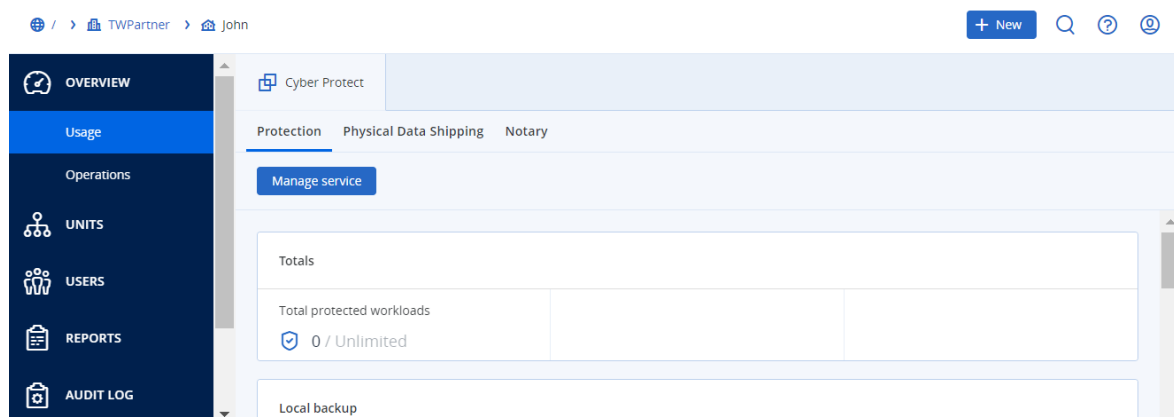 / > TWPartner > John
+ New
OVERVIEW
Usage
Operations
UNITS
USERS
REPORTS
AUDIT LOG
Cyber Protect
Protection Physical Data Shipping Notary
Manage service
Totals
Total protected workloads
0 / Unlimited
Local backup